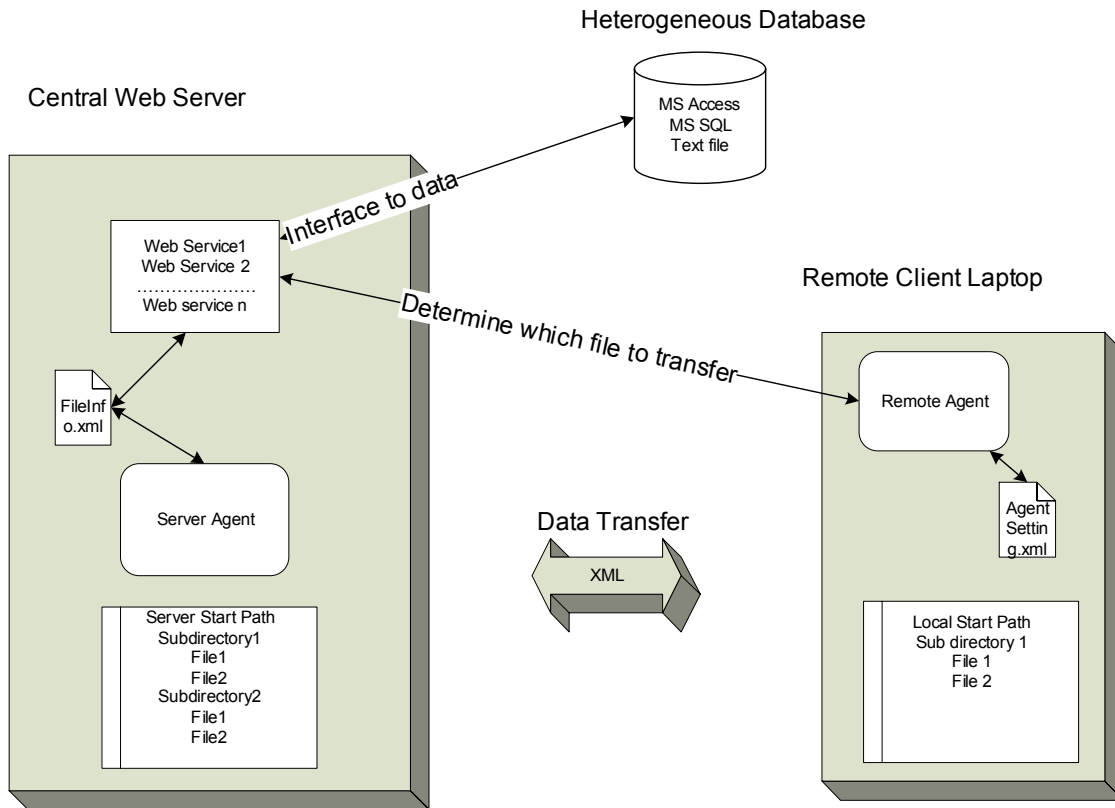 Heterogeneous Database
Central Web Server
MS Access
MS SQL
Text file
Interface to data
Web Service1
Web Service 2
……………......
Web service n
Determine which file to transfer
Remote Client Laptop
FileInf
o.xml
Remote Agent
Server Agent
Agent
Settin
g.xml
Data Transfer
XML
Server Start Path
Subdirectory1
File1
File2
Subdirectory2
File1
File2
Local Start Path
Sub directory 1
File 1
File 2